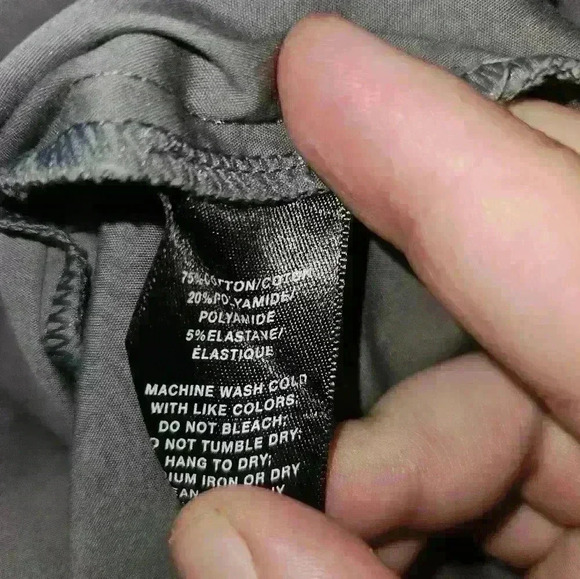 75% COTTON/COTON
20% POLYAMIDE/
POLYAMIDE
5% ELASTANE/
ÉLASTIQUE
MACHINE WASH COLD
WITH LIKE COLORS;
DO NOT BLEACH;
O NOT TUMBLE DRY;
HANG TO DRY;
IUM IRON OR DRY